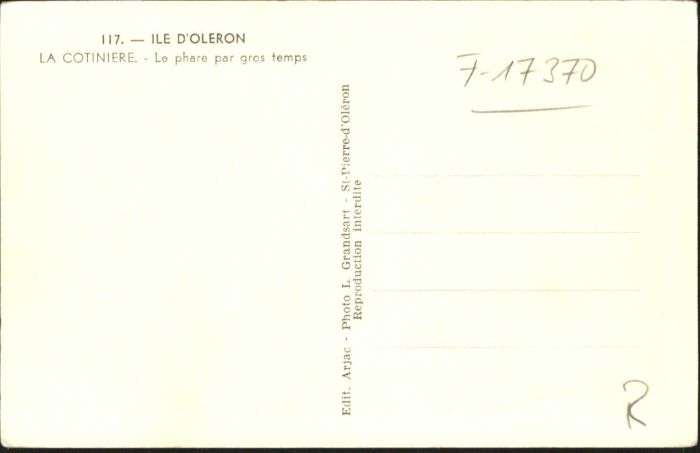 117. — ILE D'OLERON
LA COTINIERE. - Le phare par gros temps
7-17370
Edit. Arjac - Photo L. Grandsart - St-Pierre-d'Oléron
Reproduction interdite
R